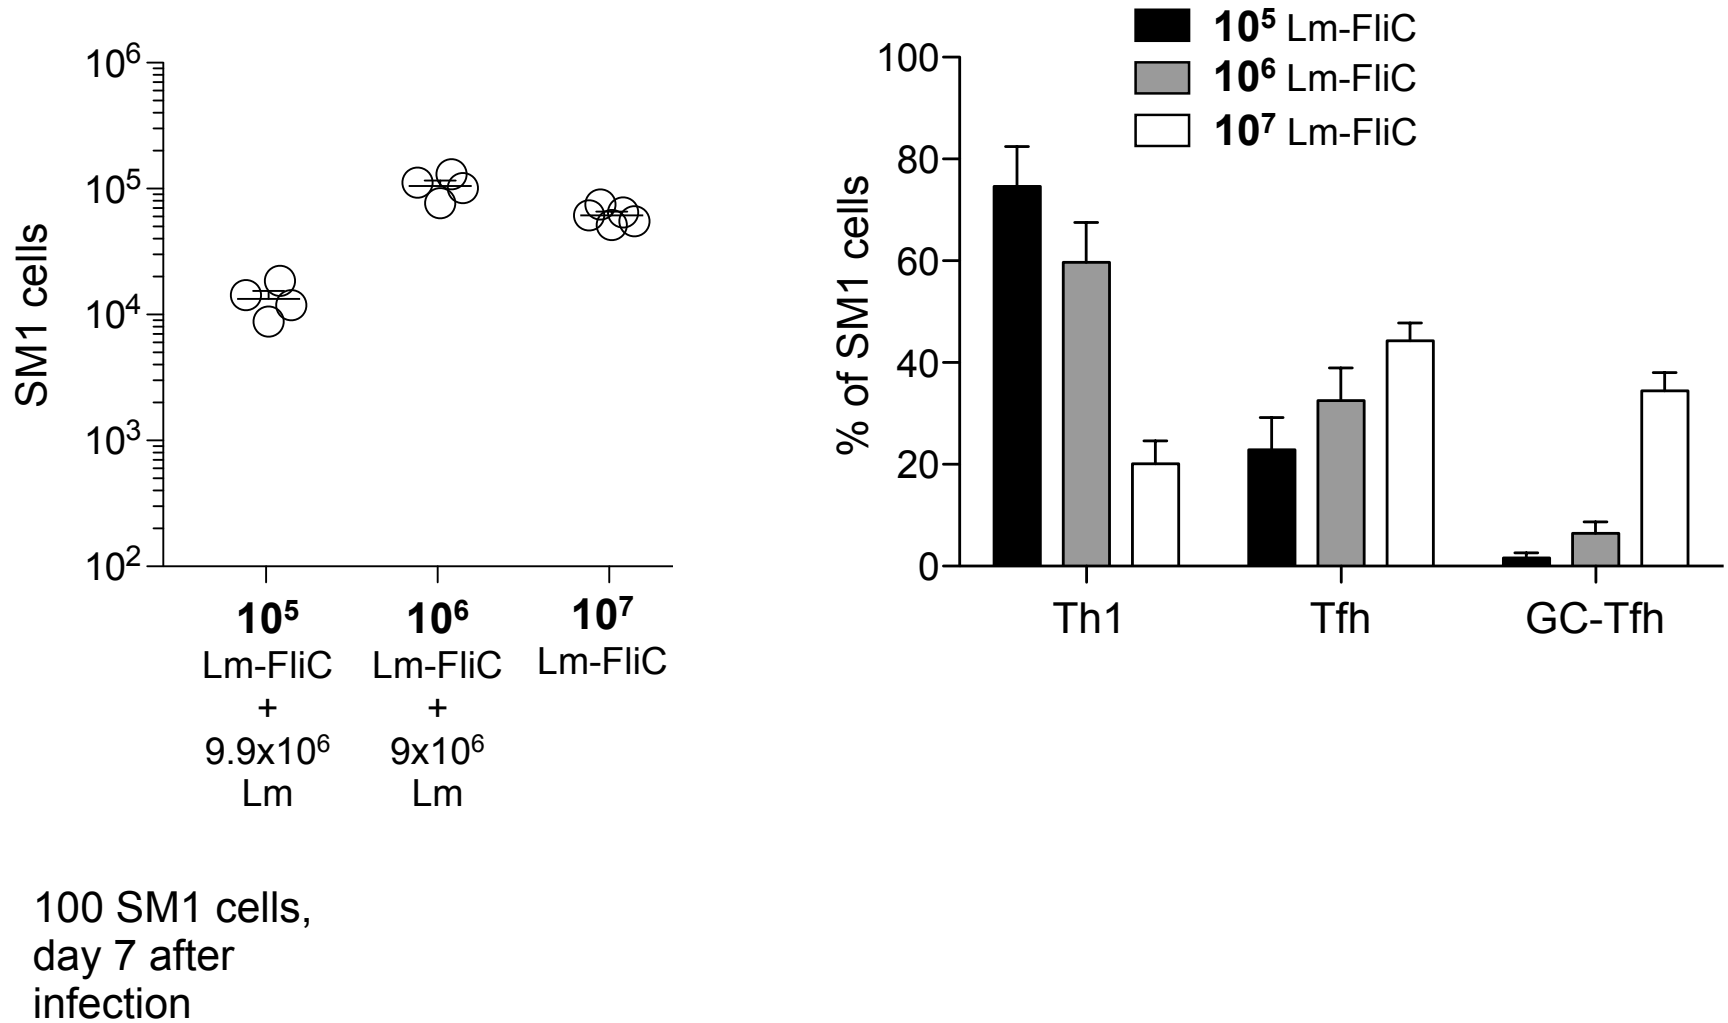 SM1 cells
10⁶
10⁵
10⁴
10³
10²
10⁵
Lm-FliC
+
9.9x10⁶
Lm
10⁶
Lm-FliC
+
9x10⁶
Lm
10⁷
Lm-FliC
100 SM1 cells,
day 7 after
infection
10⁵ Lm-FliC
10⁶ Lm-FliC
10⁷ Lm-FliC
% of SM1 cells
100
80
60
40
20
0
Th1
Tfh
GC-Tfh